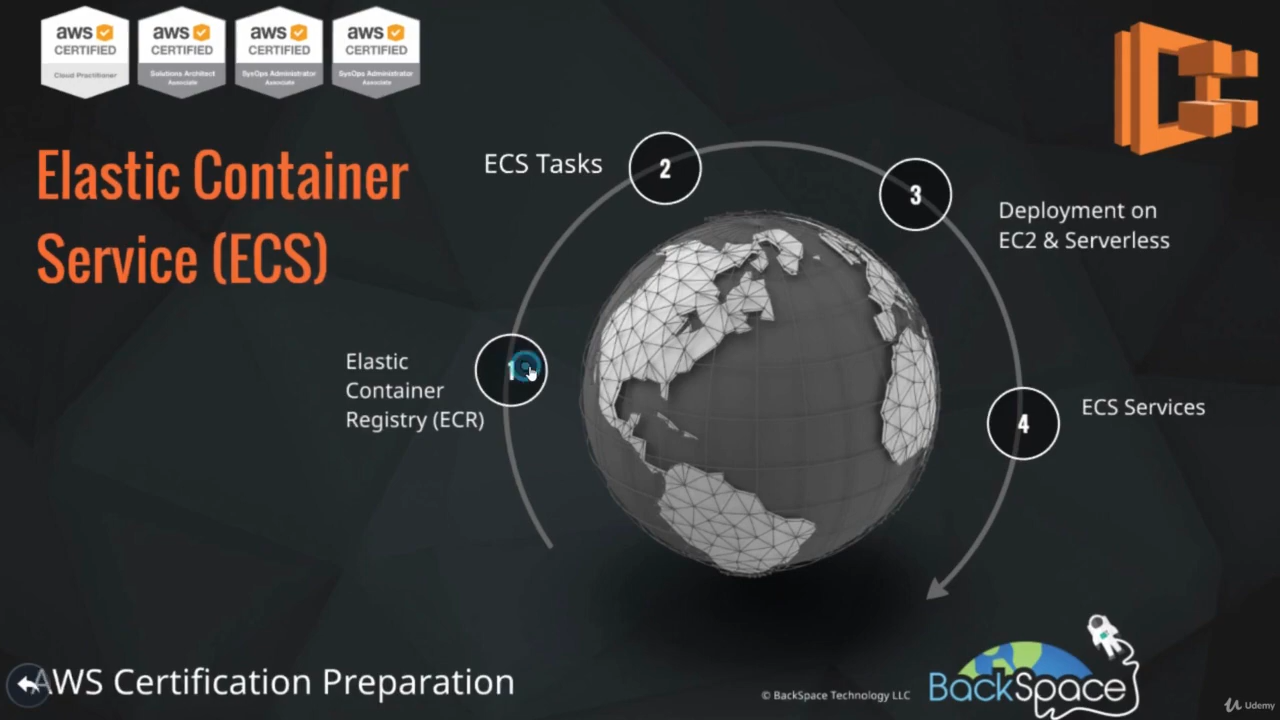 aws
CERTIFIED
Cloud Practitioner
aws
CERTIFIED
Solutions Architect
Associate
aws
CERTIFIED
SysOps Administrator
Associate
aws
CERTIFIED
SysOps Administrator
Associate
Elastic Container
Service (ECS)
ECS Tasks
2
3
Deployment on
EC2 & Serverless
Elastic
Container
Registry (ECR)
1
4
ECS Services
AWS Certification Preparation
© BackSpace Technology LLC
BackSpace
Udemy